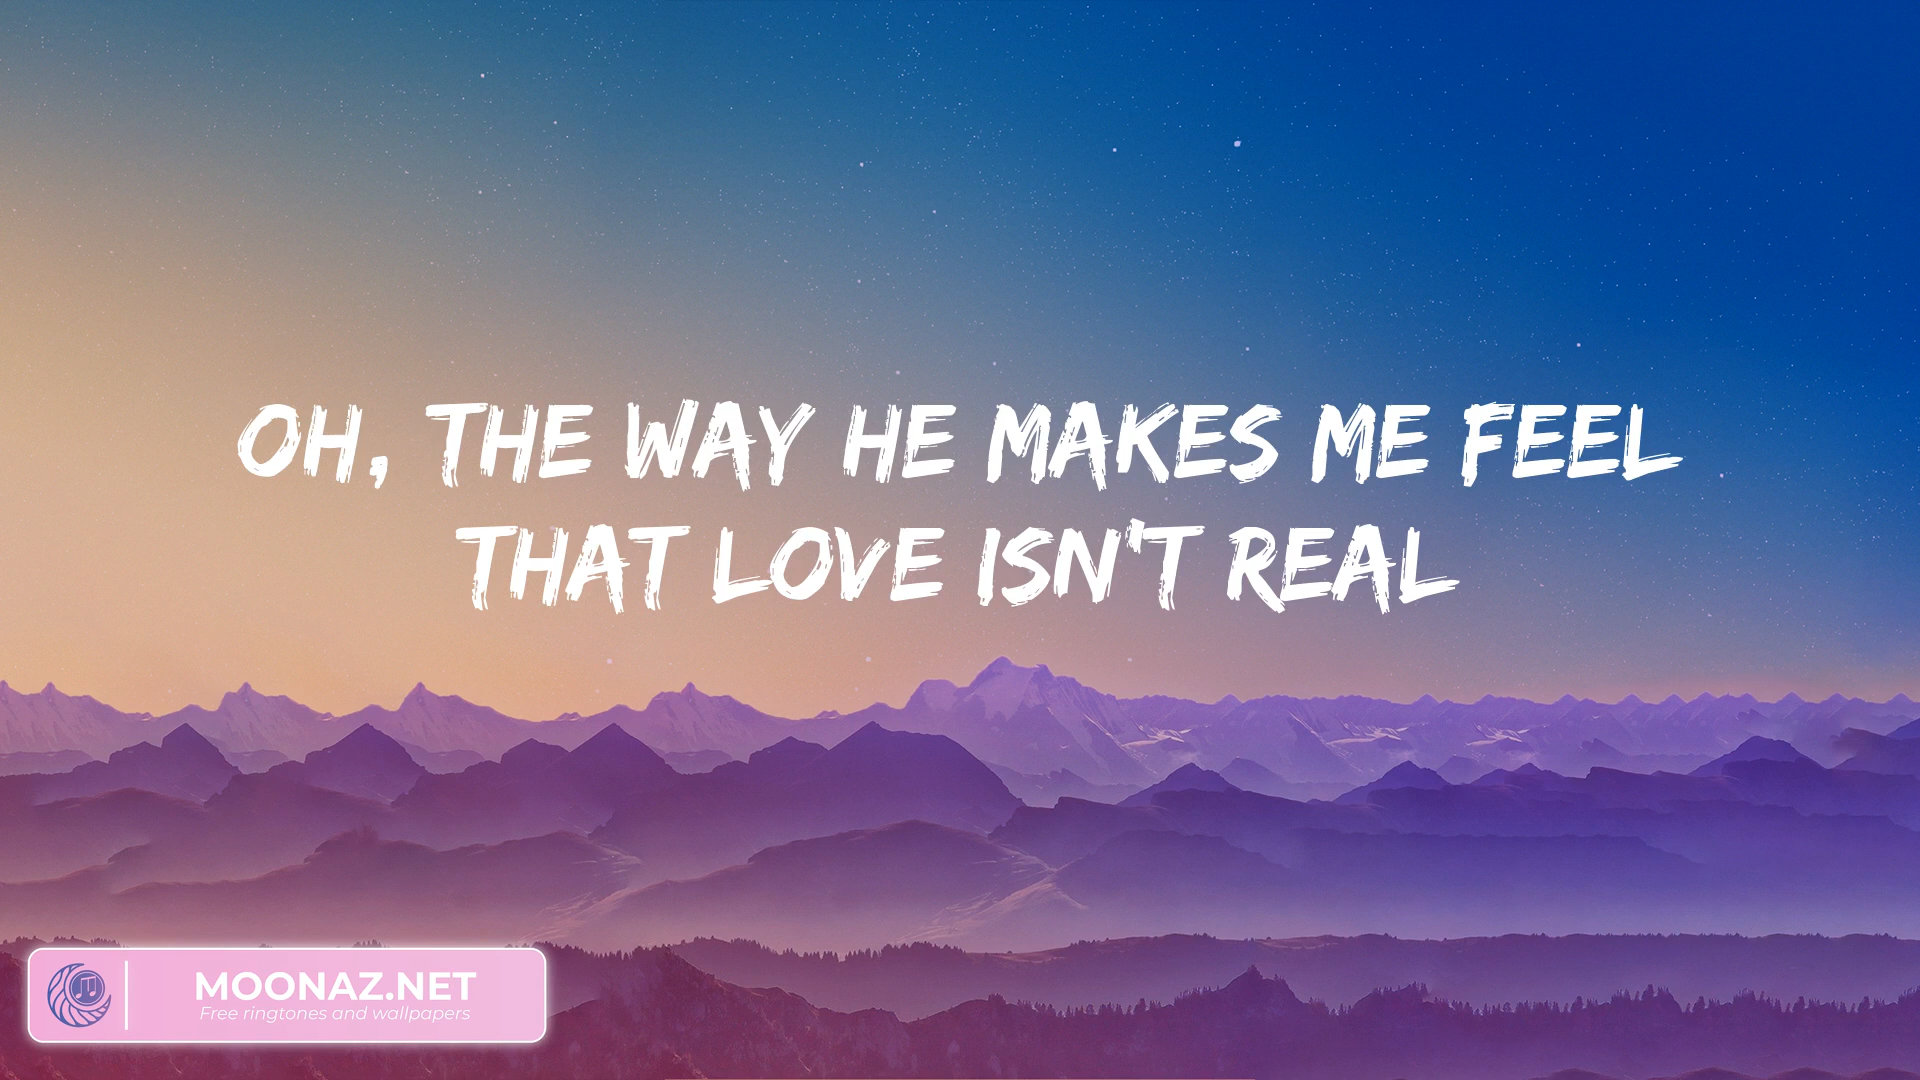 OH, THE WAY HE MAKES ME FEEL
THAT LOVE ISN'T REAL
MOONAZ.NET
Free ringtones and wallpapers